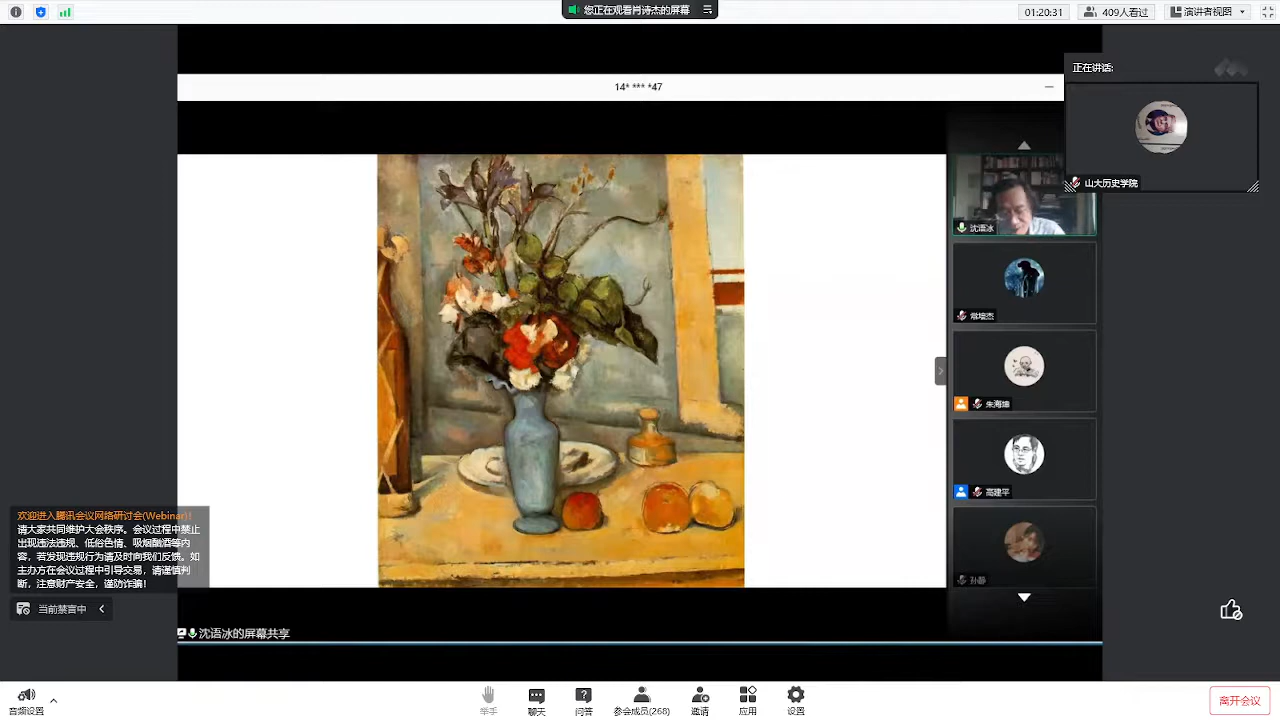 您正在观看肖诗杰的屏幕
01:20:31
409人看过
演讲者视图
14* *** *47
正在讲话:
山大历史学院
沈语冰
常培杰
朱海坤
高建平
孙静
欢迎进入腾讯会议网络研讨会(Webinar)!
请大家共同维护大会秩序。会议过程中禁止
出现违法违规、低俗色情、吸烟酗酒等内
容，若发现违规行为请及时向我们反馈。如
主办方在会议过程中引导交易，请谨慎判
断，注意财产安全，谨防诈骗!
当前禁言中
沈语冰的屏幕共享
音频设置
举手
聊天
问答
参会成员(268)
邀请
应用
设置
离开会议